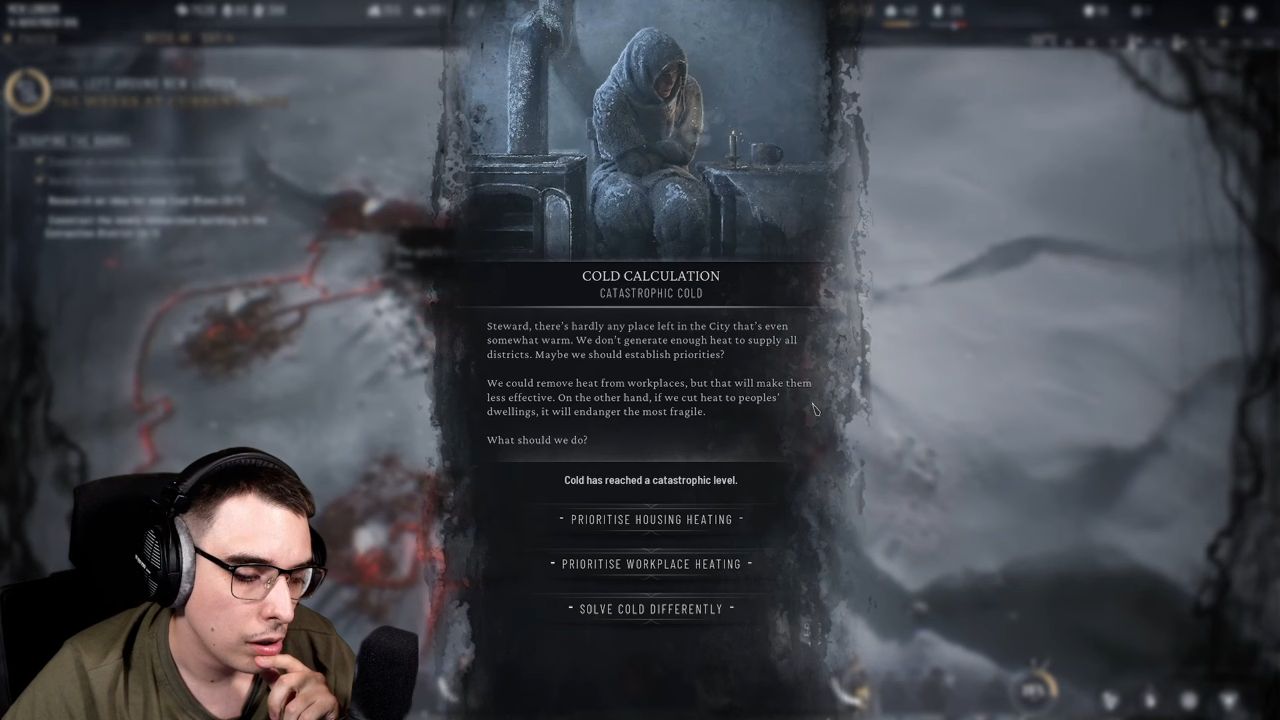 COLD CALCULATION
CATASTROPHIC COLD
Steward, there's hardly any place left in the City that's even
somewhat warm. We don't generate enough heat to supply all
districts. Maybe we should establish priorities?
We could remove heat from workplaces, but that will make them
less effective. On the other hand, if we cut heat to peoples'
dwellings, it will endanger the most fragile.
What should we do?
Cold has reached a catastrophic level.
- PRIORITISE HOUSING HEATING -
- PRIORITISE WORKPLACE HEATING -
- SOLVE COLD DIFFERENTLY -